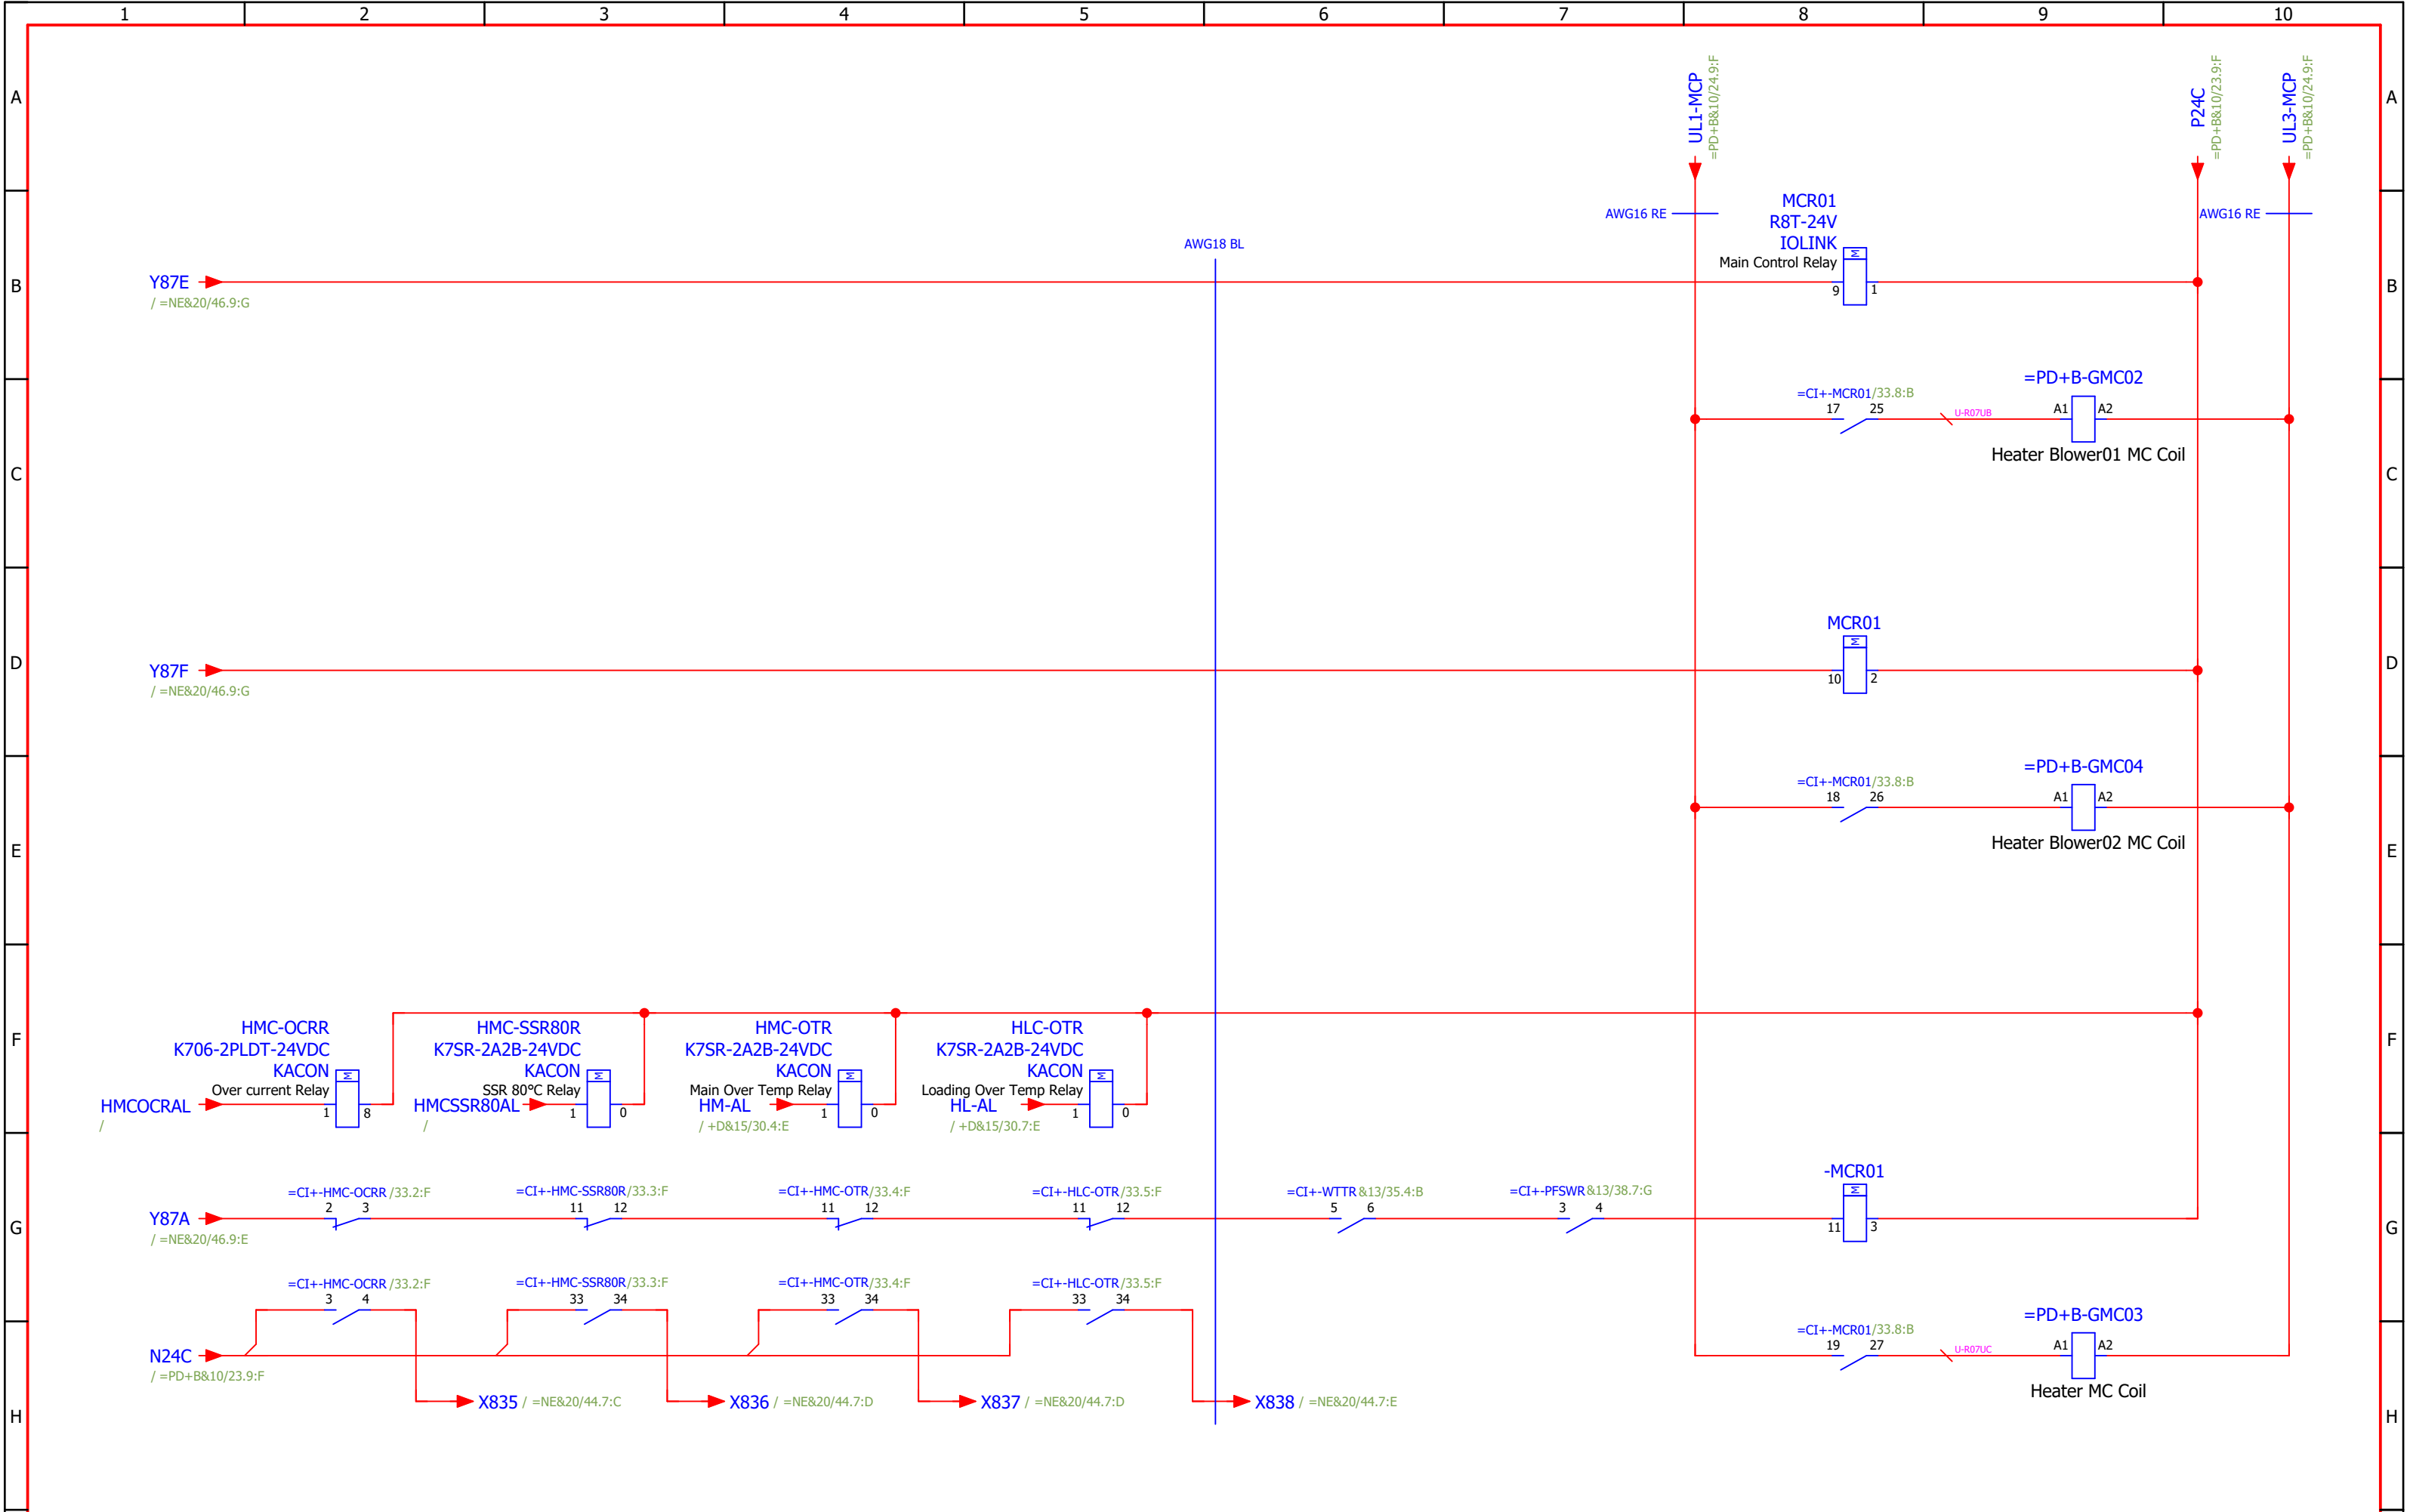 1 2 3 4 5 6 7 8 9 10
A A
UL1-MCP
=PD+B&10/24.9:F
P24C
=PD+B&10/23.9:F
UL3-MCP
=PD+B&10/24.9:F
AWG16 RE
AWG16 RE
AWG18 BL
MCR01
R8T-24V
IOLINK
Main Control Relay
M
9 1
B B
Y87E
/ =NE&20/46.9:G
=PD+B-GMC02
=CI+-MCR01/33.8:B
17 25
U-R07UB
A1 A2
Heater Blower01 MC Coil
C C
MCR01
M
10 2
D D
Y87F
/ =NE&20/46.9:G
=PD+B-GMC04
=CI+-MCR01/33.8:B
18 26
A1 A2
Heater Blower02 MC Coil
E E
F F
HMC-OCRR
K706-2PLDT-24VDC
KACON
Over current Relay
M
HMCOCRAL
/
1 8
HMC-SSR80R
K7SR-2A2B-24VDC
KACON
SSR 80°C Relay
M
HMCSSR80AL
/
1 0
HMC-OTR
K7SR-2A2B-24VDC
KACON
Main Over Temp Relay
M
HM-AL
/ +D&15/30.4:E
1 0
HLC-OTR
K7SR-2A2B-24VDC
KACON
Loading Over Temp Relay
M
HL-AL
/ +D&15/30.7:E
1 0
G G
Y87A
/ =NE&20/46.9:E
=CI+-HMC-OCRR/33.2:F
2 3
=CI+-HMC-SSR80R/33.3:F
11 12
=CI+-HMC-OTR/33.4:F
11 12
=CI+-HLC-OTR/33.5:F
11 12
=CI+-WTTR&13/35.4:B
5 6
=CI+-PFSWR&13/38.7:G
3 4
-MCR01
M
11 3
=CI+-HMC-OCRR/33.2:F
3 4
=CI+-HMC-SSR80R/33.3:F
33 34
=CI+-HMC-OTR/33.4:F
33 34
=CI+-HLC-OTR/33.5:F
33 34
=PD+B-GMC03
=CI+-MCR01/33.8:B
19 27
U-R07UC
A1 A2
Heater MC Coil
N24C
/ =PD+B&10/23.9:F
X835 / =NE&20/44.7:C
X836 / =NE&20/44.7:D
X837 / =NE&20/44.7:D
X838 / =NE&20/44.7:E
H H